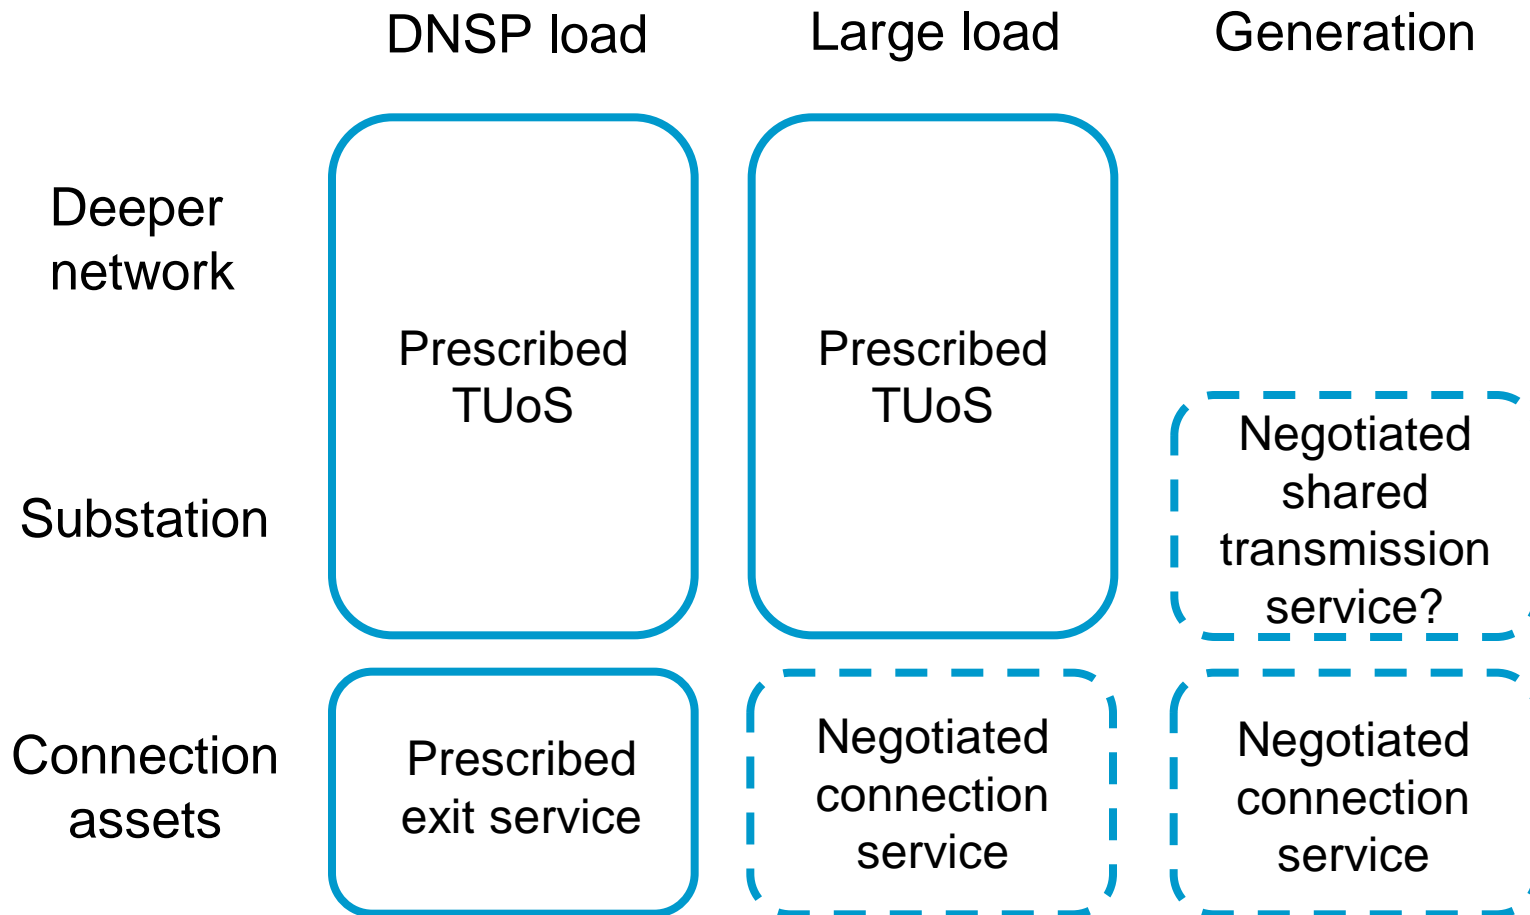 DNSP load
Large load
Generation
Deeper
network
Prescribed
TUoS
Prescribed
TUoS
Substation
Negotiated
shared
transmission
service?
Connection
assets
Prescribed
exit service
Negotiated
connection
service
Negotiated
connection
service